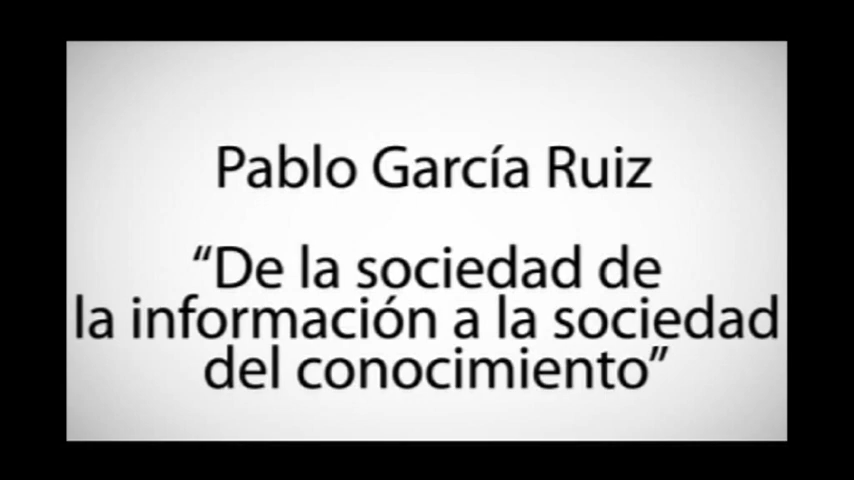 Pablo García Ruiz
“De la sociedad de
la información a la sociedad
del conocimiento”